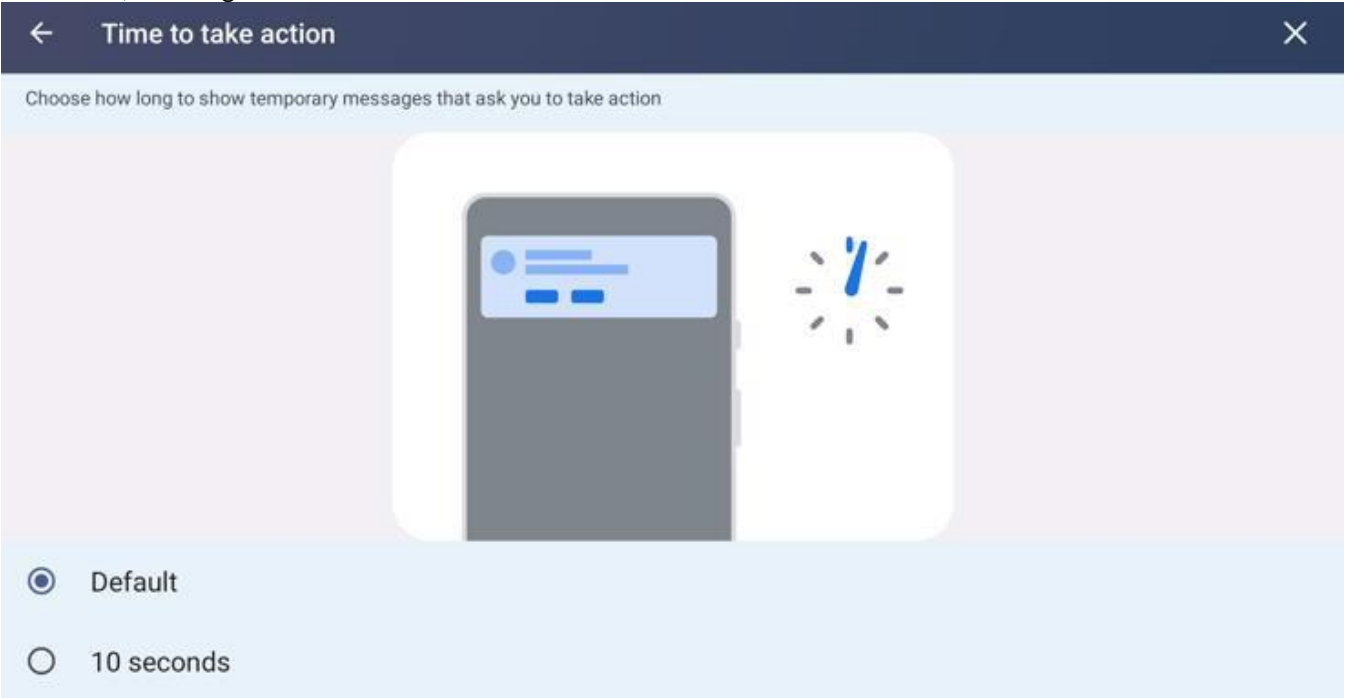 Time to take action
Choose how long to show temporary messages that ask you to take action
Default
10 seconds